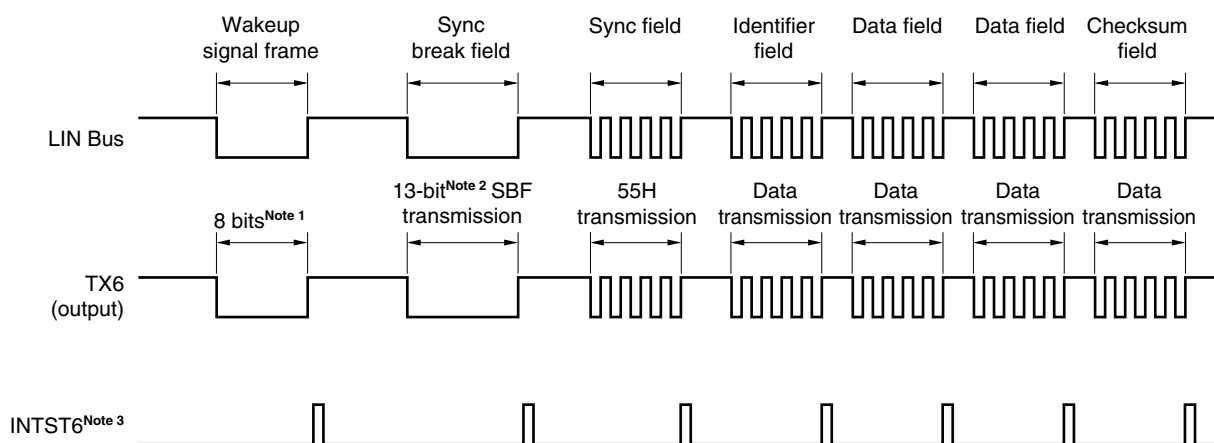 Wakeup
signal frame
Sync
break field
Sync field
Identifier
field
Data field
Data field
Checksum
field
LIN Bus
8 bitsNote 1
13-bitNote 2 SBF
transmission
55H
transmission
Data
transmission
Data
transmission
Data
transmission
Data
transmission
TX6
(output)
INTST6Note 3